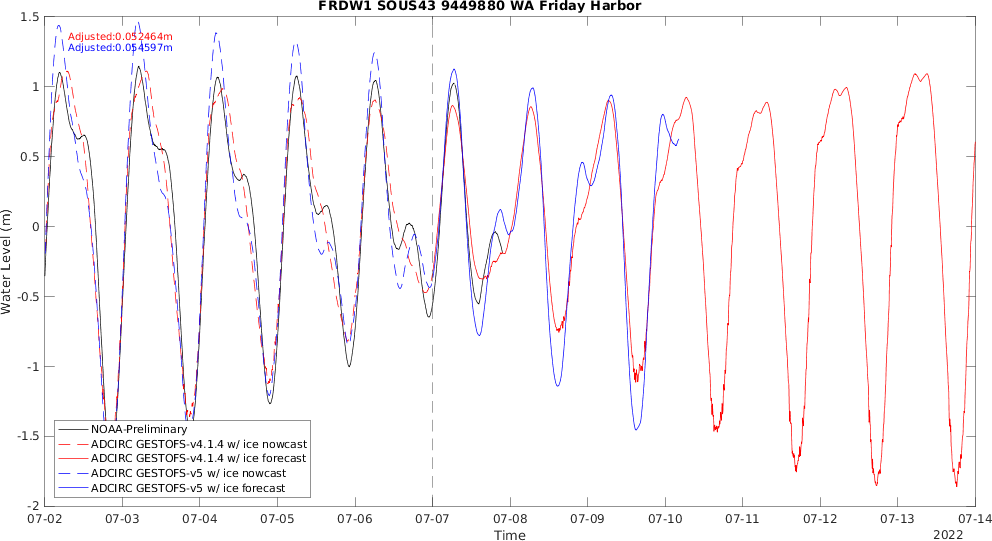 FRDW1 SOUS43 9449880 WA Friday Harbor
Adjusted:0.052464m
Adjusted:0.054597m
1.5
1
0.5
0
-0.5
-1
-1.5
-2
Water Level (m)
NOAA-Preliminary
ADCIRC GESTOFS-v4.1.4 w/ ice nowcast
ADCIRC GESTOFS-v4.1.4 w/ ice forecast
ADCIRC GESTOFS-v5 w/ ice nowcast
ADCIRC GESTOFS-v5 w/ ice forecast
07-02 07-03 07-04 07-05 07-06 07-07 07-08 07-09 07-10 07-11 07-12 07-13 07-14
Time
2022